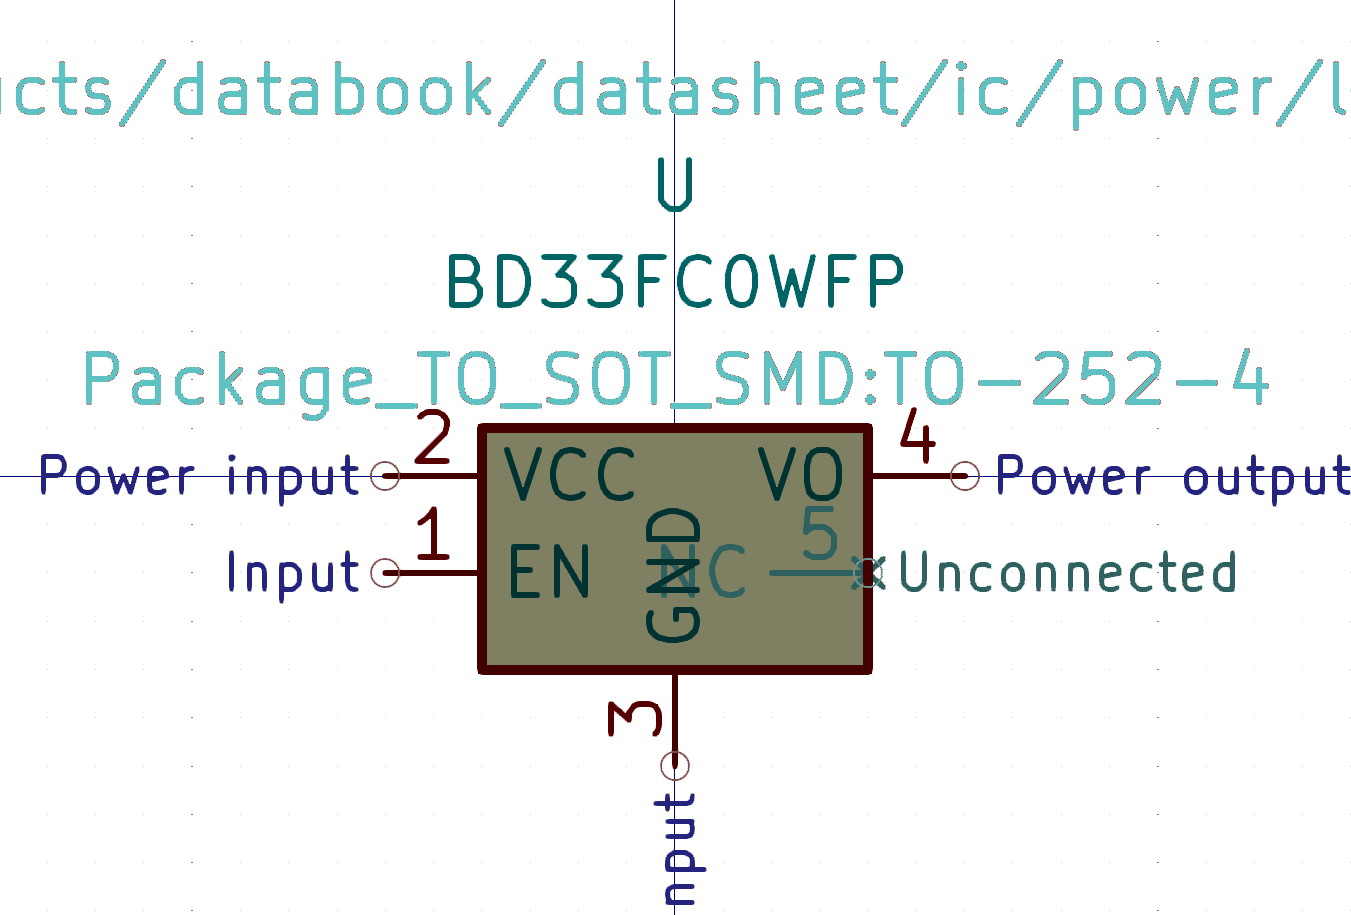 ucts/databook/datasheet/ic/power/l
U
BD33FC0WFP
Package_TO_SOT_SMD:TO-252-4
Power input 2 VCC VO 4 Power output
Input 1 EN GND NC 5 Unconnected
3
nput